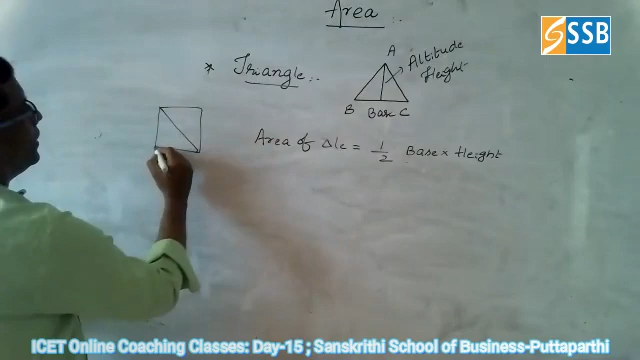 Area
SSB
* Triangle:.
A
Altitude
Height
B Base C
Area of Δle = 1/2 Base × Height
ICET Online Coaching Classes: Day-15 ; Sanskrithi School of Business-Puttaparthi